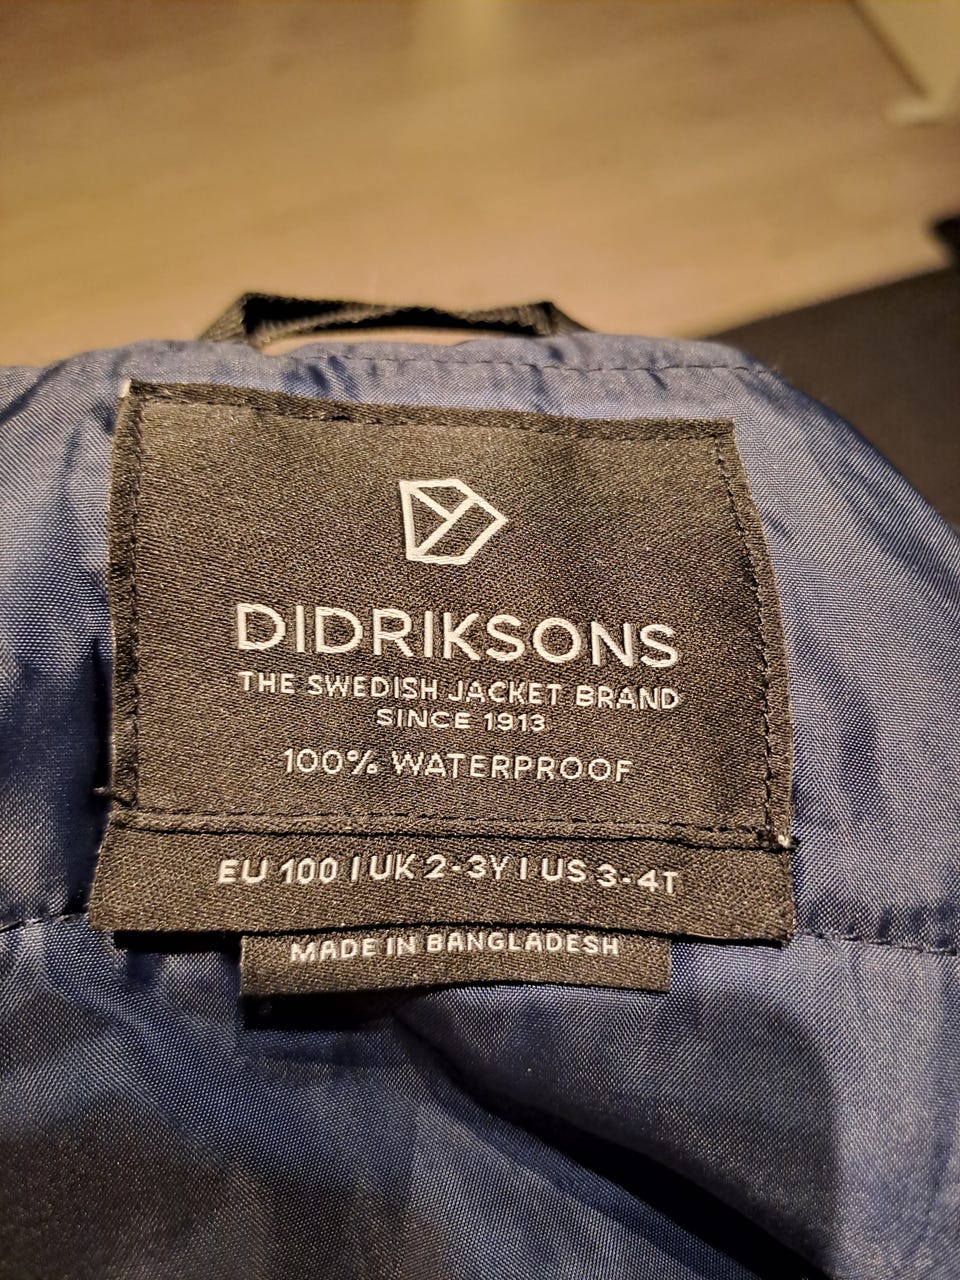 DIDRIKSONS
THE SWEDISH JACKET BRAND
SINCE 1913
100% WATERPROOF
EU 100 | UK 2-3Y | US 3-4T
MADE IN BANGLADESH